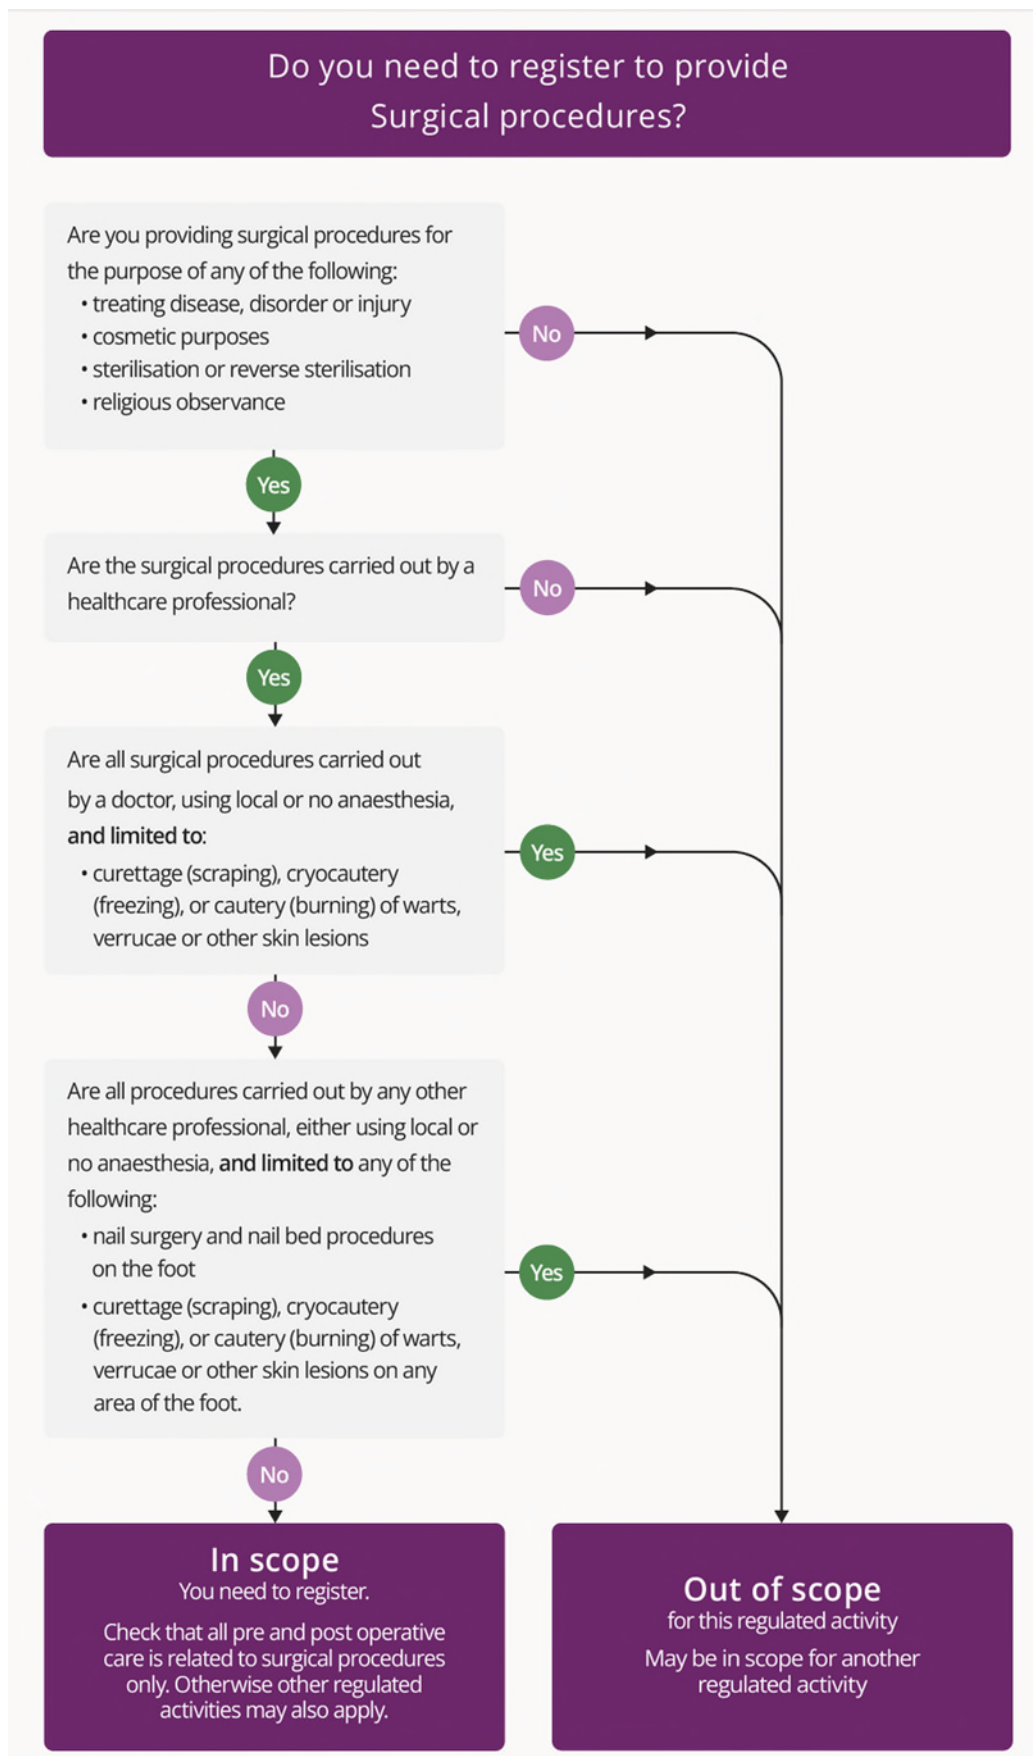 Do you need to register to provide
Surgical procedures?
Are you providing surgical procedures for
the purpose of any of the following:
• treating disease, disorder or injury
• cosmetic purposes
• sterilisation or reverse sterilisation
• religious observance
No
Yes
Are the surgical procedures carried out by a
healthcare professional?
No
Yes
Are all surgical procedures carried out
by a doctor, using local or no anaesthesia,
and limited to:
• curettage (scraping), cryocautery
(freezing), or cautery (burning) of warts,
verrucae or other skin lesions
Yes
No
Are all procedures carried out by any other
healthcare professional, either using local or
no anaesthesia, and limited to any of the
following:
• nail surgery and nail bed procedures
on the foot
• curettage (scraping), cryocautery
(freezing), or cautery (burning) of warts,
verrucae or other skin lesions on any
area of the foot.
Yes
No
In scope
You need to register.
Check that all pre and post operative
care is related to surgical procedures
only. Otherwise other regulated
activities may also apply.
Out of scope
for this regulated activity
May be in scope for another
regulated activity